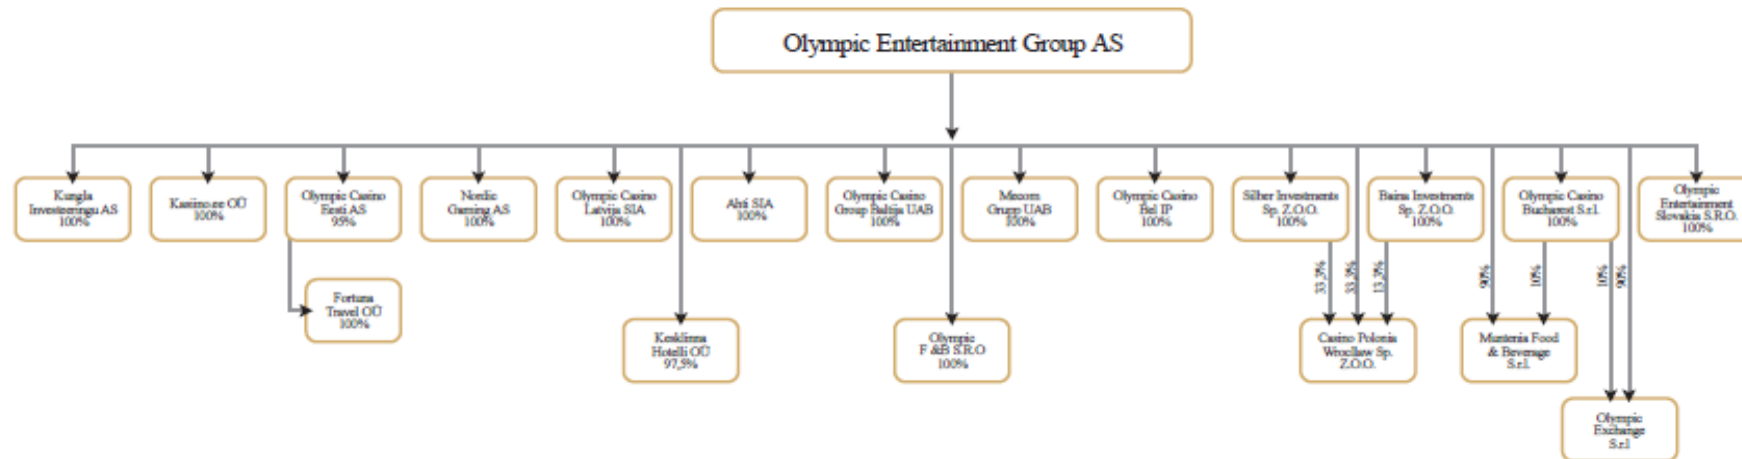 Olympic Entertainment Group AS
Kungla
Investeeringu AS
100%
Kasiino.ee OÜ
100%
Olympic Casino
Eesti AS
95%
Nordic
Gaming AS
100%
Olympic Casino
Latvija SIA
100%
Ahti SIA
100%
Olympic Casino
Group Baltija UAB
100%
Mecom
Grupp UAB
100%
Olympic Casino
Bel IP
100%
Silber Investments
Sp. Z.O.O.
100%
Baina Investments
Sp. Z.O.O.
100%
Olympic Casino
Bucharest S.r.l.
100%
Olympic
Entertainment
Slovakia S.R.O.
100%
33,3%
33,3%
13,3%
90%
10%
10%
90%
Fortuna
Travel OÜ
100%
Kesklinna
Hotelli OÜ
97,5%
Olympic
F &B S.R.O
100%
Casino Polonia
Wrocllaw Sp.
Z.O.O.
Muntenia Food
& Beverage
S.r.l.
Olympic
Exchange
S.r.l